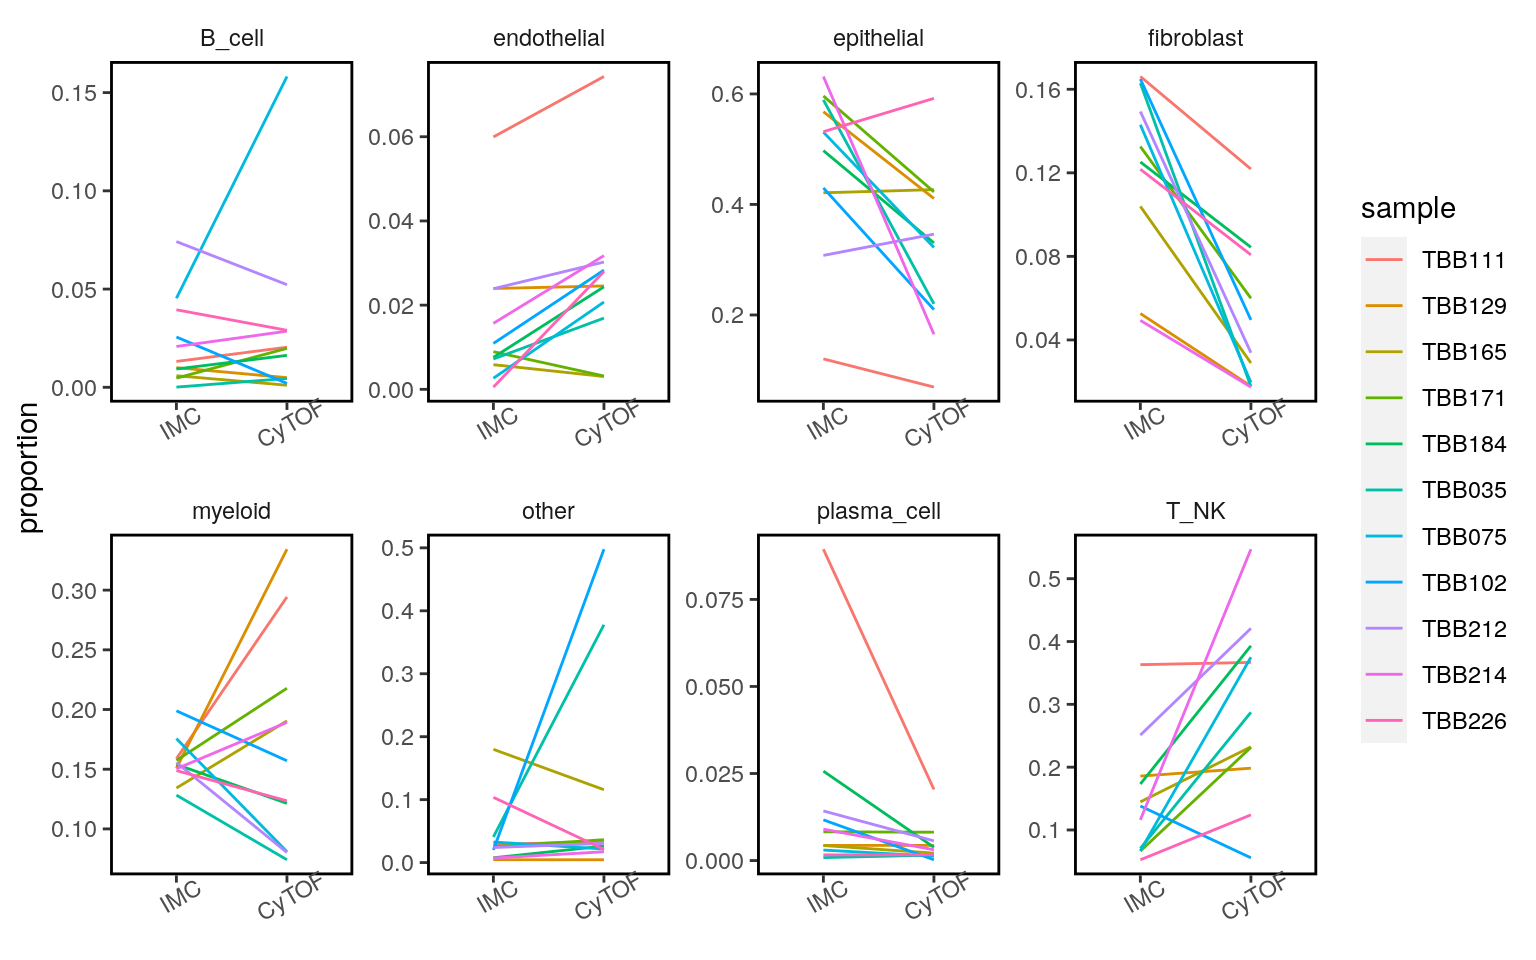 proportion
B_cell
0.15
0.10
0.05
0.00
IMC
CyTOF
endothelial
0.06
0.04
0.02
0.00
IMC
CyTOF
epithelial
0.6
0.4
0.2
IMC
CyTOF
fibroblast
0.16
0.12
0.08
0.04
IMC
CyTOF
myeloid
0.30
0.25
0.20
0.15
0.10
IMC
CyTOF
other
0.5
0.4
0.3
0.2
0.1
0.0
IMC
CyTOF
plasma_cell
0.075
0.050
0.025
0.000
IMC
CyTOF
T_NK
0.5
0.4
0.3
0.2
0.1
IMC
CyTOF
sample
TBB111
TBB129
TBB165
TBB171
TBB184
TBB035
TBB075
TBB102
TBB212
TBB214
TBB226